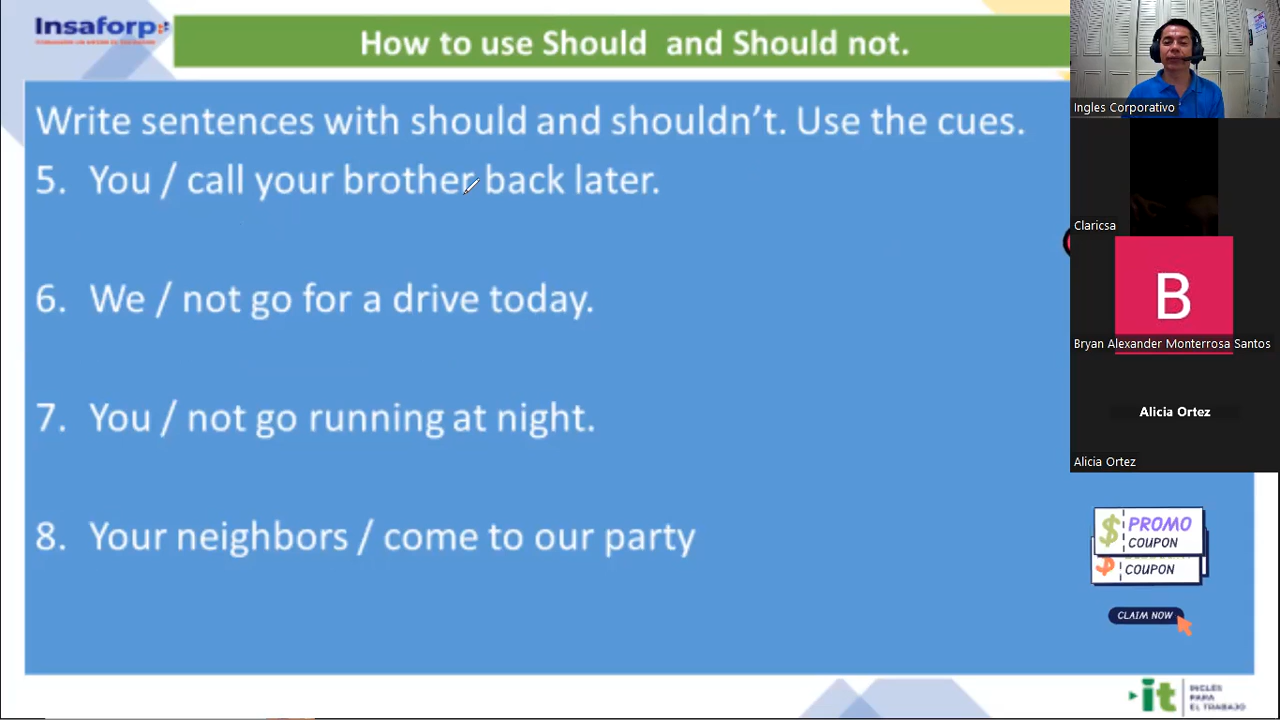 Insaforp
How to use Should and Should not.
Write sentences with should and shouldn't. Use the cues.
5. You / call your brother back later.
6. We / not go for a drive today.
7. You / not go running at night.
8. Your neighbors / come to our party
Ingles Corporativo
Claricsa
B
Bryan Alexander Monterrosa Santos
Alicia Ortez
Alicia Ortez
$ PROMO
COUPON
COUPON
CLAIM NOW
it INGLÉS
PARA
EL TRABAJO